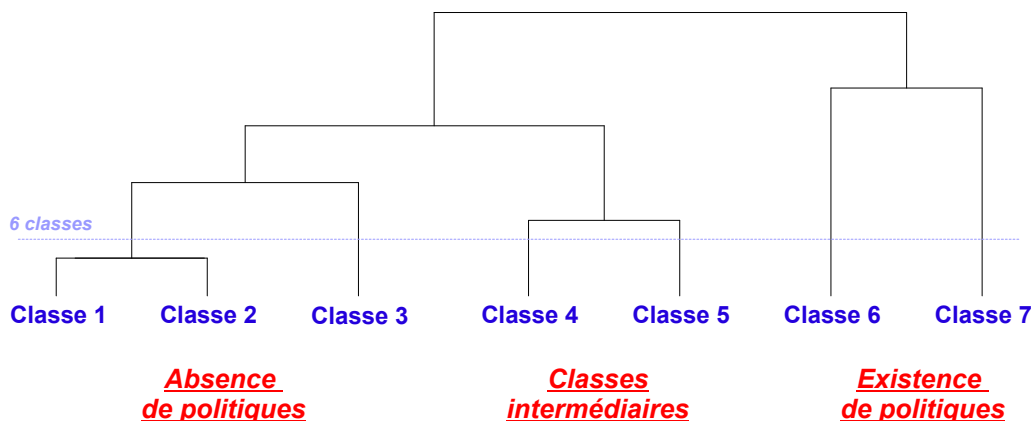 6 classes
Classe 1
Classe 2
Classe 3
Classe 4
Classe 5
Classe 6
Classe 7
Absence
de politiques
Classes
intermédiaires
Existence
de politiques